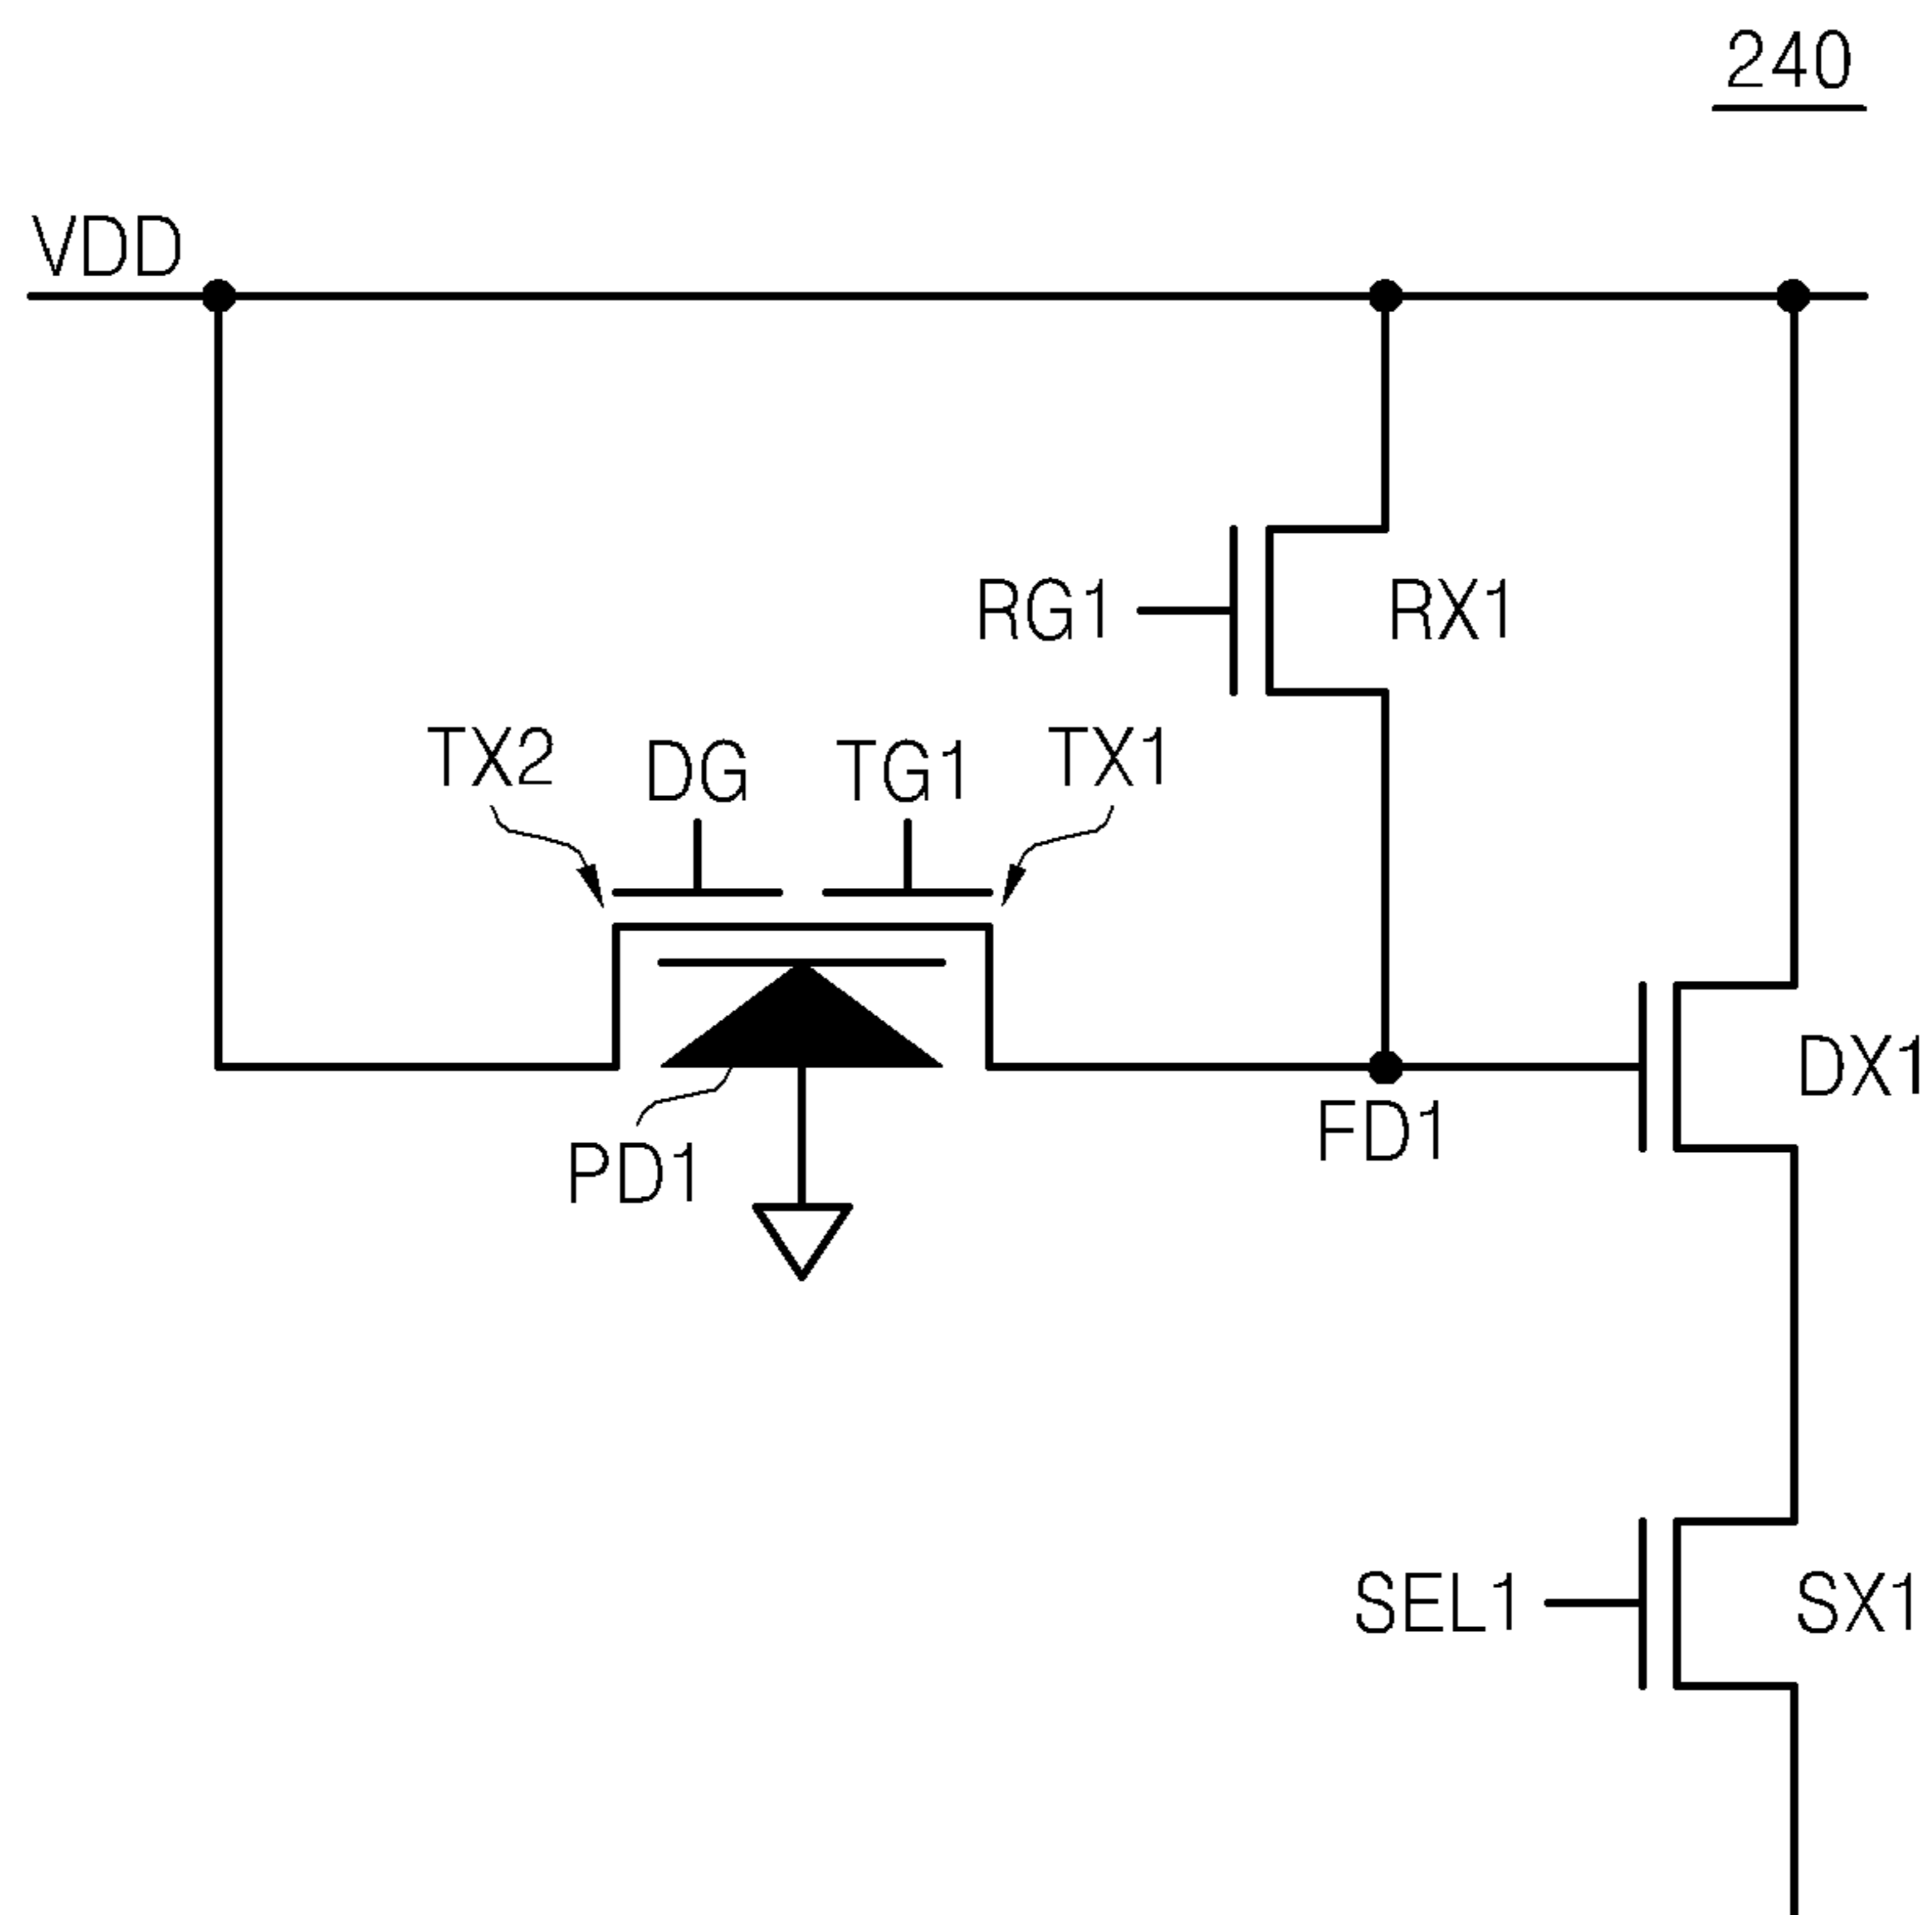 240
VDD
RG1
RX1
TX2
DG
TG1
TX1
DX1
FD1
PD1
SEL1
SX1